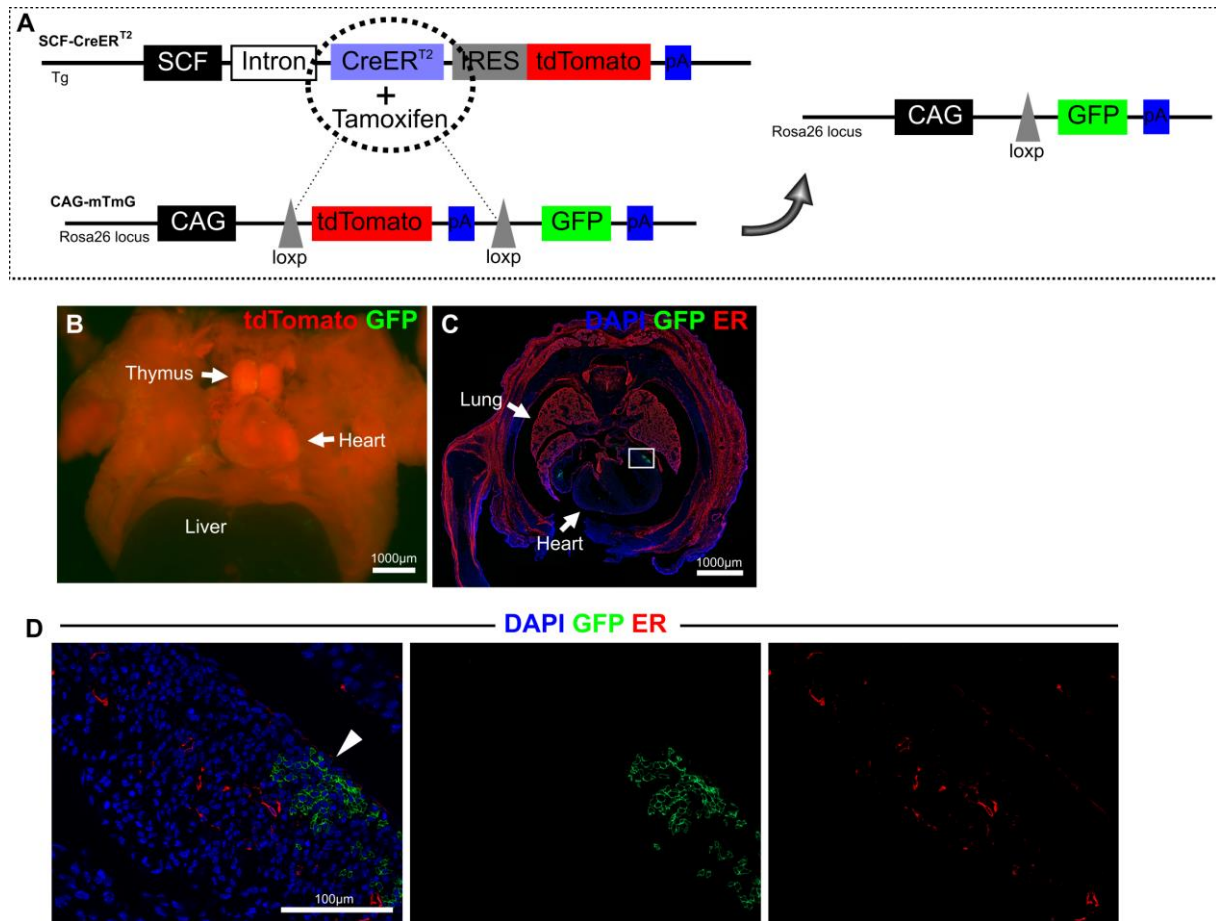 A
SCF-CreER^T2
Tg
SCF Intron CreER^T2 IRES tdTomato pA
+
Tamoxifen
CAG-mTmG
Rosa26 locus
CAG tdTomato pA GFP pA
loxp loxp
Rosa26 locus
CAG GFP pA
loxp
B tdTomato GFP
Thymus
Heart
Liver
1000µm
C DAPI GFP ER
Lung
Heart
1000µm
D DAPI GFP ER
100µm